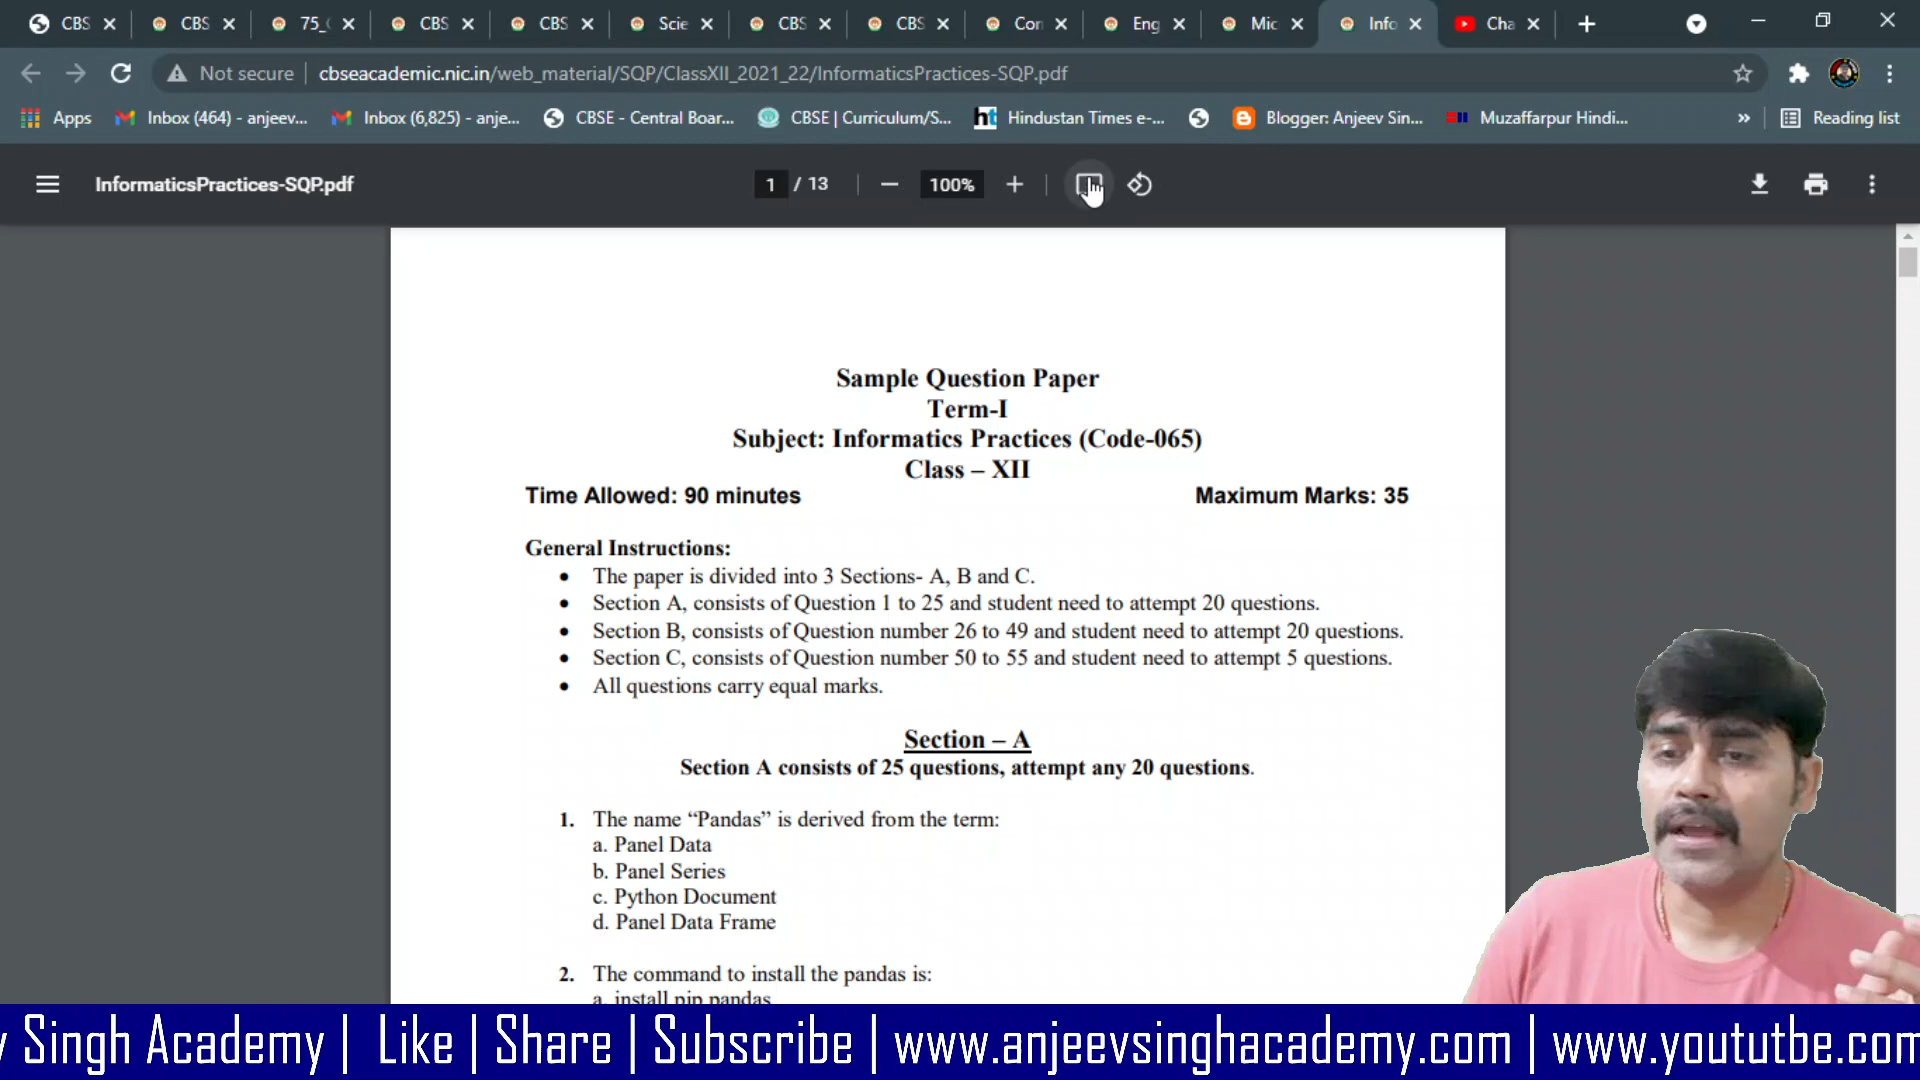 CBS
CBS
75_
CBS
CBS
Scie
CBS
CBS
Con
Eng
Mic
Info
Cha
Not secure
cbseacademic.nic.in/web_material/SQP/ClassXII_2021_22/InformaticsPractices-SQP.pdf
Apps
Inbox (464) - anjeev...
Inbox (6,825) - anje...
CBSE - Central Boar...
CBSE | Curriculum/S...
ht
Hindustan Times e-...
Blogger: Anjeev Sin...
Muzaffarpur Hindi...
»
Reading list
InformaticsPractices-SQP.pdf
1 / 13
100%
Sample Question Paper
Term-I
Subject: Informatics Practices (Code-065)
Class – XII
Time Allowed: 90 minutes
Maximum Marks: 35
General Instructions:
• The paper is divided into 3 Sections- A, B and C.
• Section A, consists of Question 1 to 25 and student need to attempt 20 questions.
• Section B, consists of Question number 26 to 49 and student need to attempt 20 questions.
• Section C, consists of Question number 50 to 55 and student need to attempt 5 questions.
• All questions carry equal marks.
Section – A
Section A consists of 25 questions, attempt any 20 questions.
1. The name “Pandas” is derived from the term:
a. Panel Data
b. Panel Series
c. Python Document
d. Panel Data Frame
2. The command to install the pandas is:
a. install pip pandas
Singh Academy | Like | Share | Subscribe | www.anjeevsinghacademy.com | www.yoututbe.com